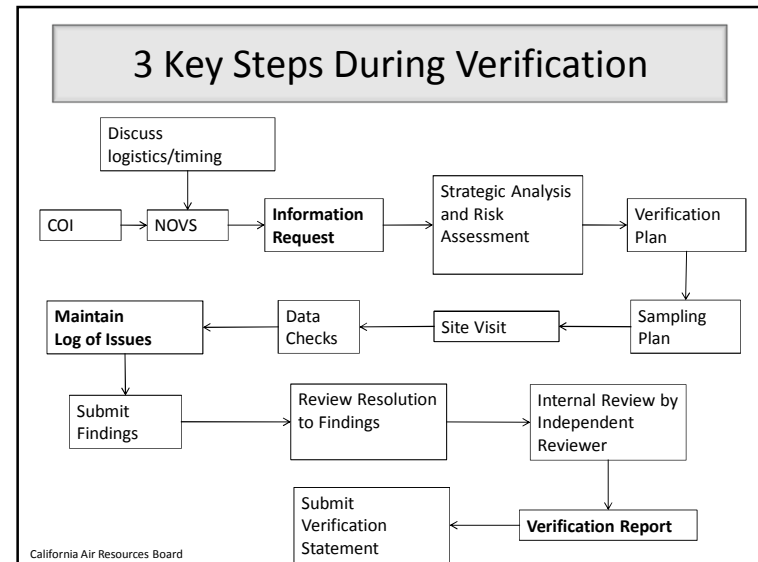 3 Key Steps During Verification
Discuss
logistics/timing
COI
NOVS
Information
Request
Strategic Analysis
and Risk
Assessment
Verification
Plan
Maintain
Log of Issues
Data
Checks
Site Visit
Sampling
Plan
Submit
Findings
Review Resolution
to Findings
Internal Review by
Independent
Reviewer
Submit
Verification
Statement
Verification Report
California Air Resources Board